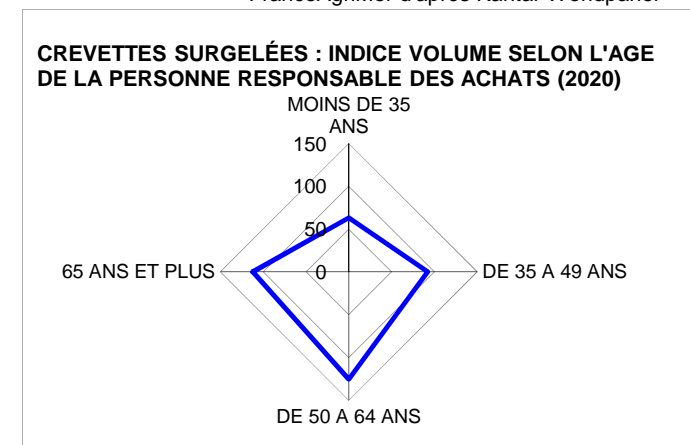 CREVETTES SURGELÉES : INDICE VOLUME SELON L'AGE
DE LA PERSONNE RESPONSABLE DES ACHATS (2020)
MOINS DE 35
ANS
150
100
50
0
65 ANS ET PLUS
DE 35 A 49 ANS
DE 50 A 64 ANS